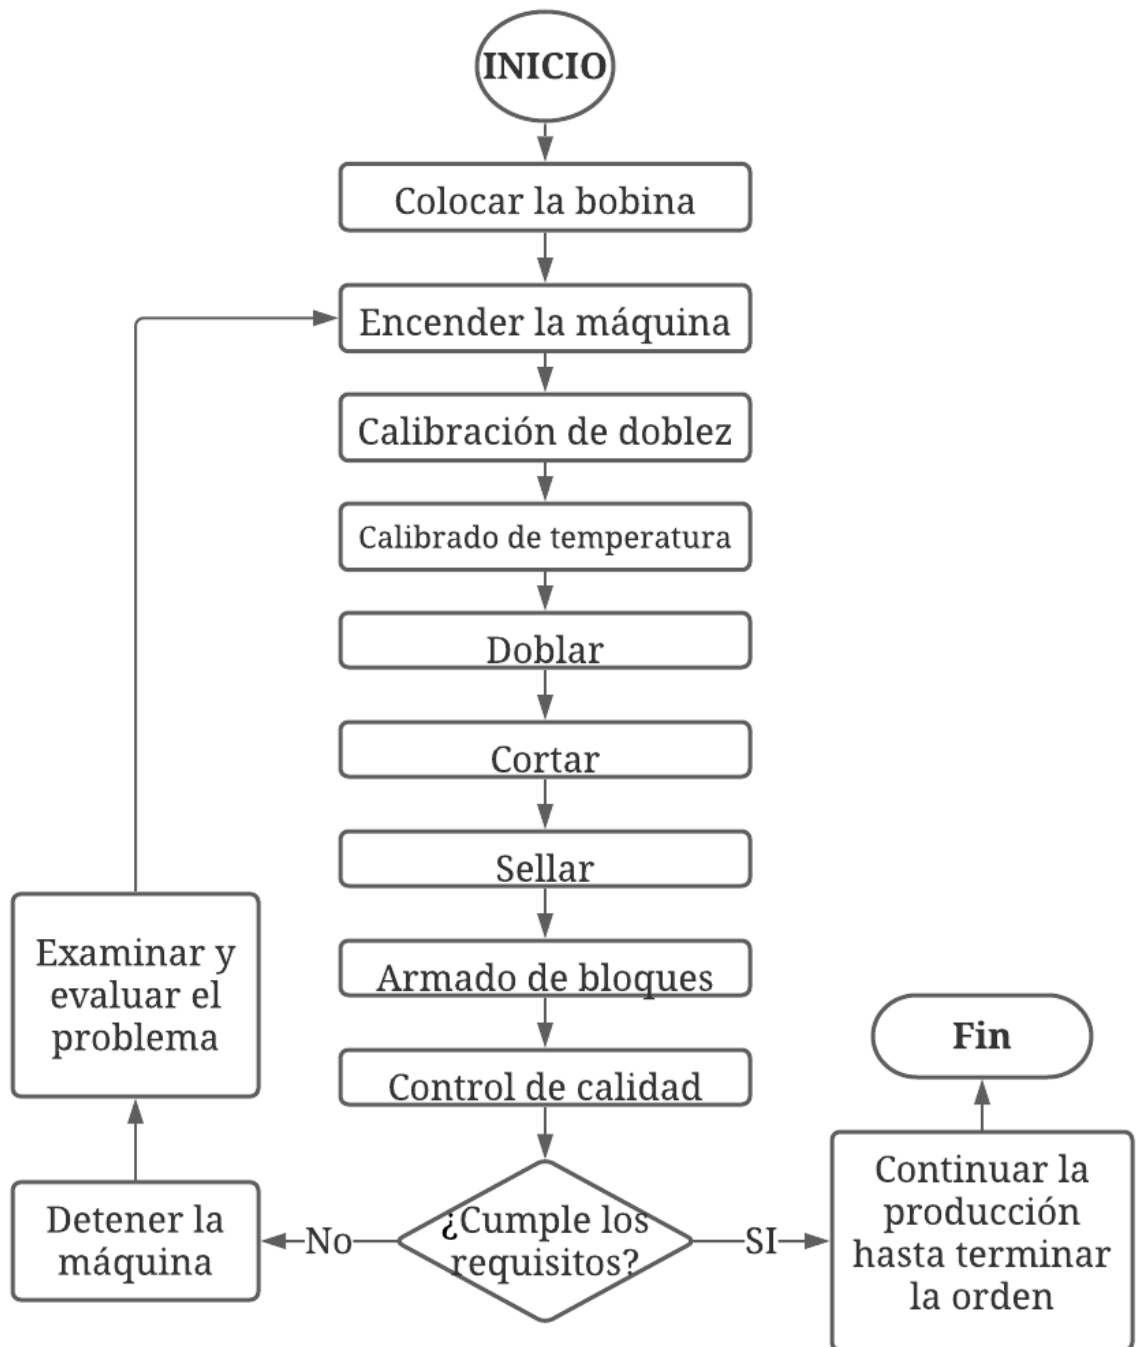 INICIO
Colocar la bobina
Encender la máquina
Calibración de doblez
Calibrado de temperatura
Doblar
Cortar
Sellar
Armado de bloques
Control de calidad
¿Cumple los
requisitos?
No
Detener la
máquina
Examinar y
evaluar el
problema
SI
Continuar la
producción
hasta terminar
la orden
Fin